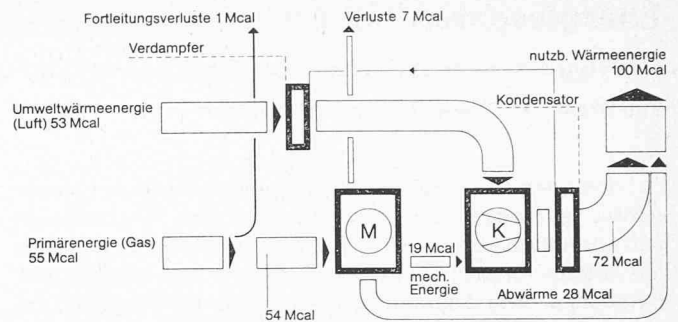 Fortleitungsverluste 1 Mcal
Verluste 7 Mcal
Verdampfer
nutzb. Wärmeenergie
100 Mcal
Kondensator
Umweltwärmeenergie
(Luft) 53 Mcal
M
K
Primärenergie (Gas)
55 Mcal
19 Mcal
mech.
Energie
72 Mcal
54 Mcal
Abwärme 28 Mcal